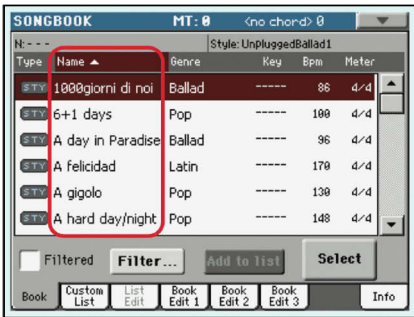 SONGBOOK MT:0 <no chord> 0
N:--- Style: UnpluggedBallad1
Type Name Genre Key Bpm Meter
STY 1000giorni di noi Ballad ----- 86 4/4
STY 6+1 days Pop ----- 100 4/4
STY A day in Paradise Ballad ----- 96 4/4
STY A felicidad Latin ----- 170 4/4
STY A gigolo Pop ----- 130 4/4
STY A hard day/night Pop ----- 148 4/4
Filtered Filter... Add to list Select
Book Custom List List Edit Book Edit 1 Book Edit 2 Book Edit 3 Info